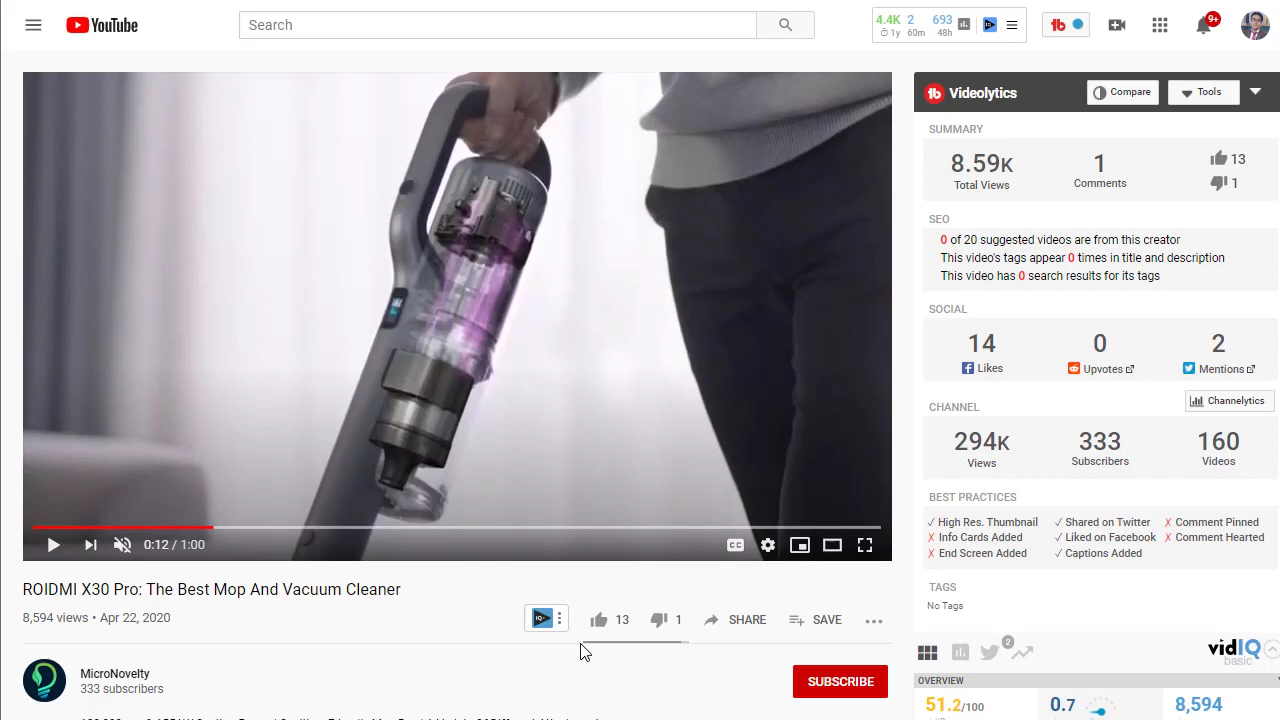 YouTube
Search
4.4K 2 693
1y 60m 48h
9+
Videolytics
Compare
Tools
SUMMARY
8.59K
Total Views
1
Comments
13
1
SEO
0 of 20 suggested videos are from this creator
This video's tags appear 0 times in title and description
This video has 0 search results for its tags
SOCIAL
14
Likes
0
Upvotes
2
Mentions
CHANNEL
Channelytics
294K
Views
333
Subscribers
160
Videos
BEST PRACTICES
✓ High Res. Thumbnail ✓ Shared on Twitter ✗ Comment Pinned
✗ Info Cards Added ✓ Liked on Facebook ✗ Comment Hearted
✗ End Screen Added ✓ Captions Added
TAGS
No Tags
2
vidIQ
basic
OVERVIEW
51.2/100
0.7
8,594
0:12 / 1:00
CC
ROIDMI X30 Pro: The Best Mop And Vacuum Cleaner
8,594 views • Apr 22, 2020
IQ
13
1
SHARE
SAVE
MicroNovelty
333 subscribers
SUBSCRIBE